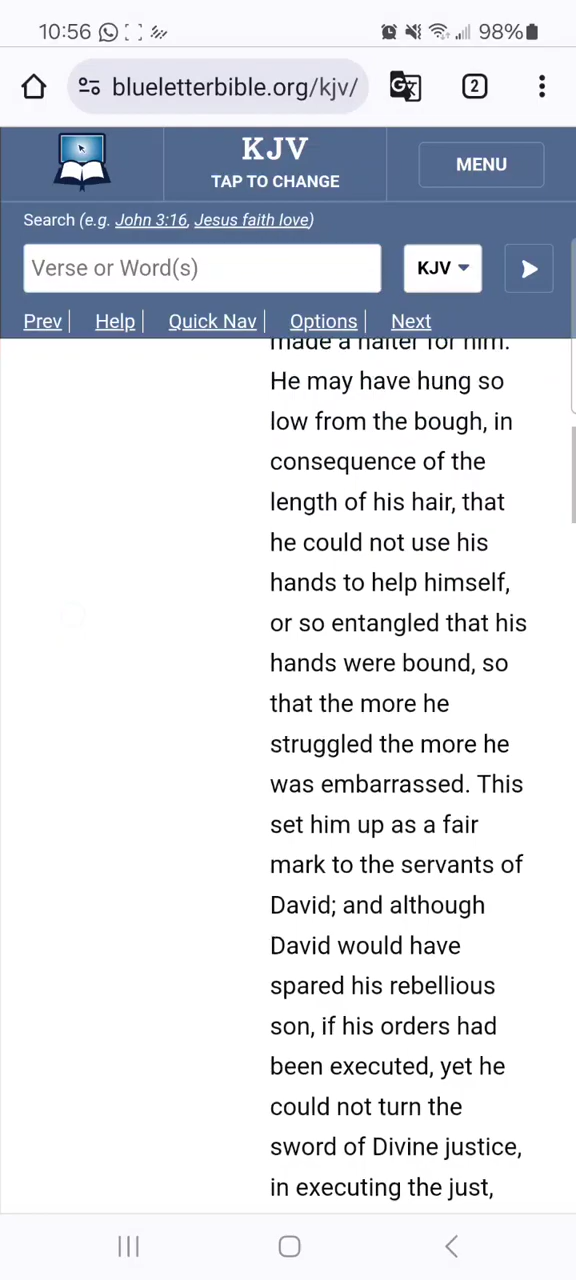 10:56
98%
blueletterbible.org/kjv/
2
KJV
TAP TO CHANGE
MENU
Search (e.g. John 3:16, Jesus faith love)
Verse or Word(s)
KJV
Prev| Help| Quick Nav| Options| Next
made a halter for him.
He may have hung so
low from the bough, in
consequence of the
length of his hair, that
he could not use his
hands to help himself,
or so entangled that his
hands were bound, so
that the more he
struggled the more he
was embarrassed. This
set him up as a fair
mark to the servants of
David; and although
David would have
spared his rebellious
son, if his orders had
been executed, yet he
could not turn the
sword of Divine justice,
in executing the just,